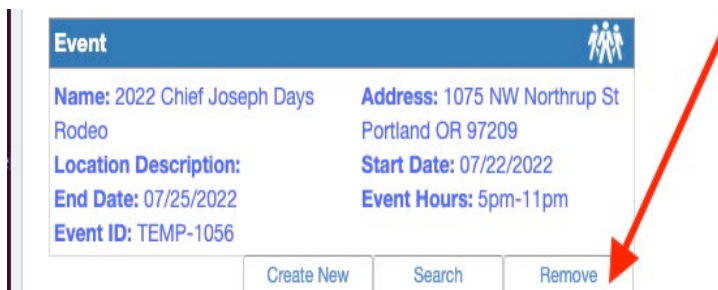 Event
Name: 2022 Chief Joseph Days Rodeo
Address: 1075 NW Northrup St
Portland OR 97209
Location Description:
Start Date: 07/22/2022
End Date: 07/25/2022
Event Hours: 5pm-11pm
Event ID: TEMP-1056
Create New
Search
Remove